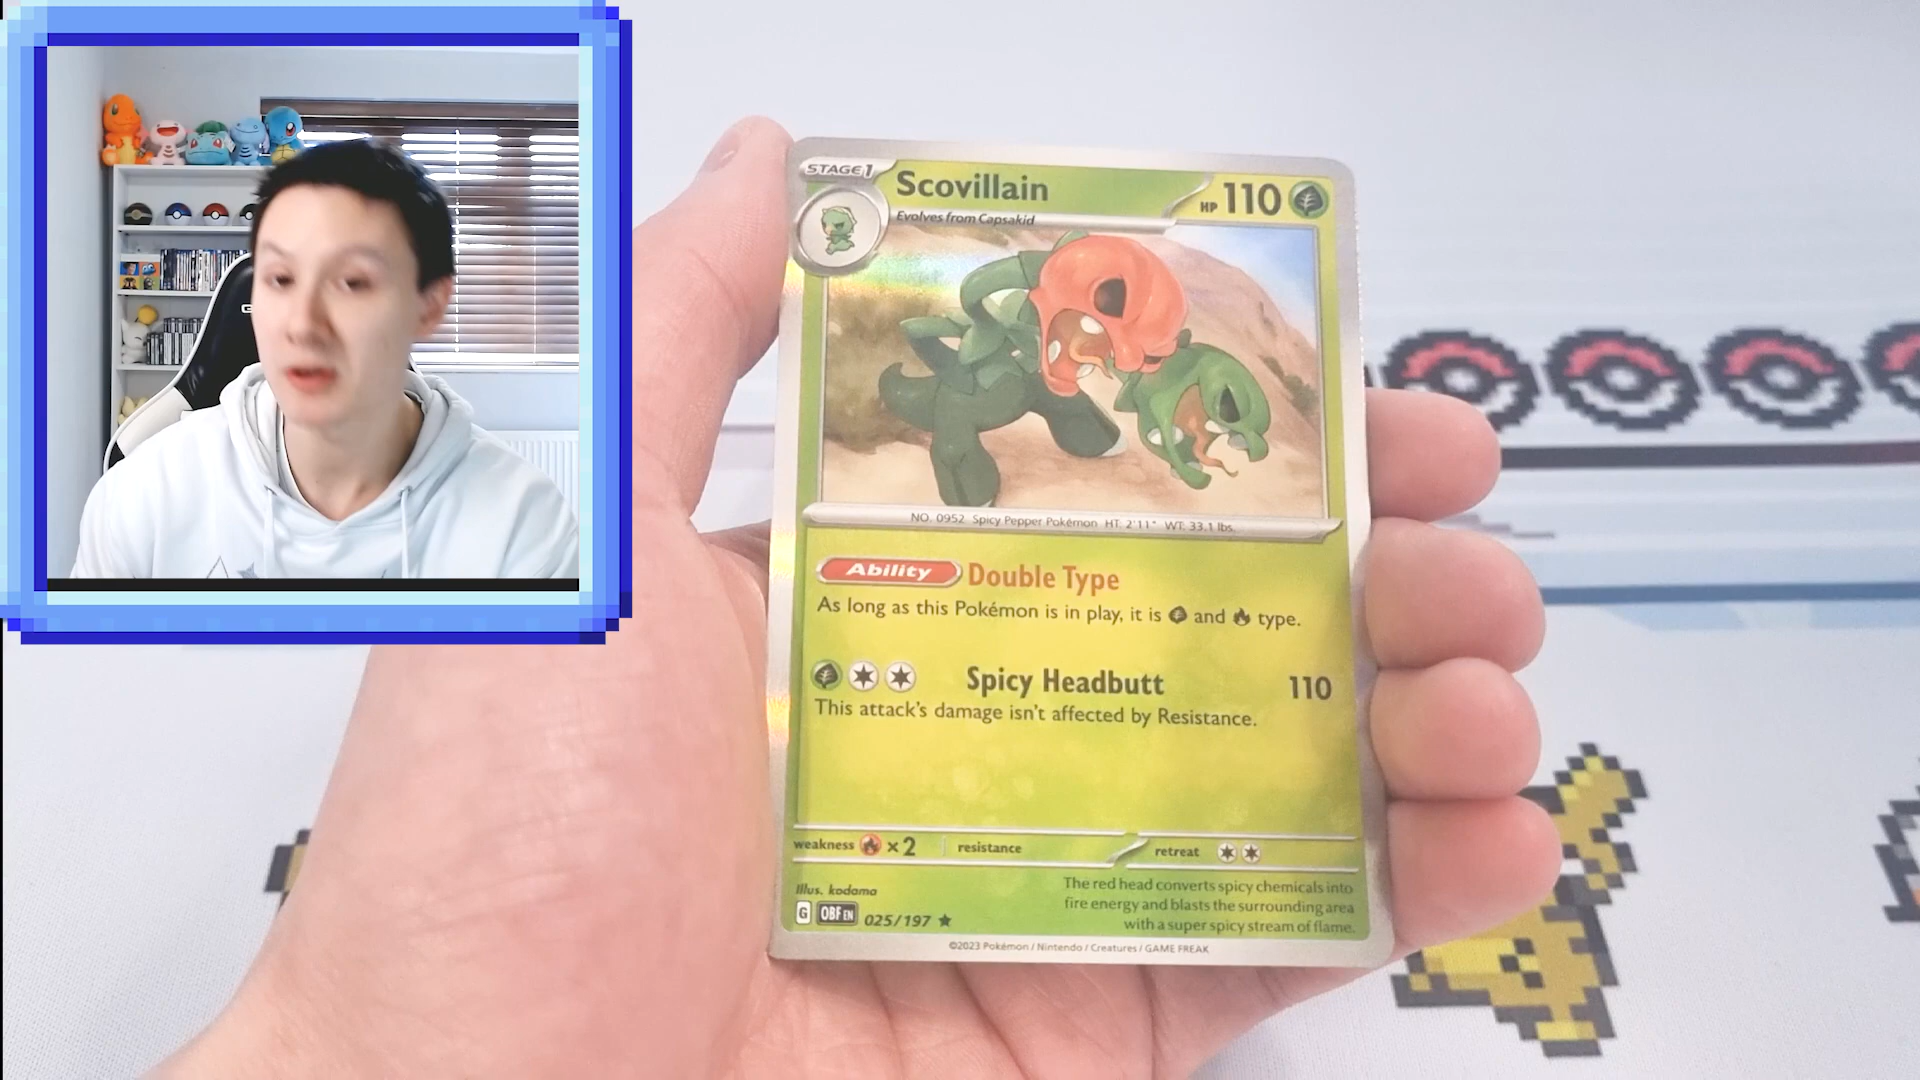 STAGE1
Scovillain
HP 110
Evolves from Capsakid
NO. 0952 Spicy Pepper Pokémon HT: 2'11" WT: 33.1 lbs.
Ability Double Type
As long as this Pokémon is in play, it is and type.
Spicy Headbutt 110
This attack's damage isn't affected by Resistance.
weakness ×2 resistance retreat
Illus. kodama
G OBF EN 025/197
The red head converts spicy chemicals into
fire energy and blasts the surrounding area
with a super spicy stream of flame.
©2023 Pokémon / Nintendo / Creatures / GAME FREAK